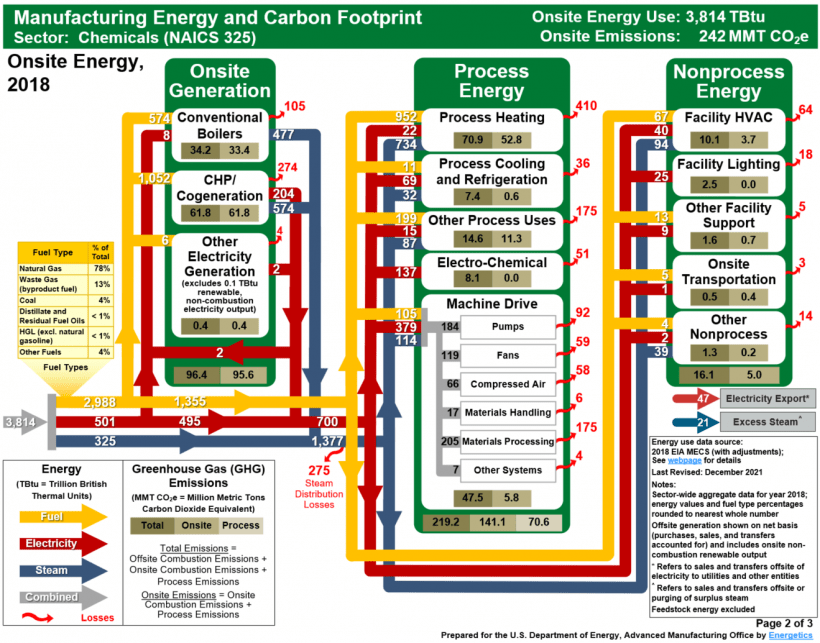 Manufacturing Energy and Carbon Footprint
Sector: Chemicals (NAICS 325)
Onsite Energy Use: 3,814 TBtu
Onsite Emissions: 242 MMT CO₂e
Onsite Energy,
2018
Onsite
Generation
574
8
Conventional
Boilers
34.2 33.4
105
477
1,052
CHP/
Cogeneration
61.8 61.8
274
204
574
6
Other
Electricity
Generation
(excludes 0.1 TBtu
renewable,
non-combustion
electricity output)
0.4 0.4
4
2
2
96.4 95.6
Fuel Type % of
Total
Natural Gas 78%
Waste Gas
(byproduct fuel) 13%
Coal 4%
Distillate and
Residual Fuel Oils < 1%
HGL (excl. natural
gasoline) < 1%
Other Fuels 4%
Fuel Types
3,814
2,988 1,355
501 495 700
325 1,377
275
Steam
Distribution
Losses
Process
Energy
952
22
734
Process Heating
70.9 52.8
410
11
69
32
Process Cooling
and Refrigeration
7.4 0.6
36
199
15
87
Other Process Uses
14.6 11.3
175
137
Electro-Chemical
8.1 0.0
51
Machine Drive
105
379
114
184 Pumps 92
119 Fans 59
66 Compressed Air 58
17 Materials Handling 6
205 Materials Processing 175
7 Other Systems 4
47.5 5.8
219.2 141.1 70.6
Nonprocess
Energy
67
40
94
Facility HVAC
10.1 3.7
64
25
Facility Lighting
2.5 0.0
18
13
9
Other Facility
Support
1.6 0.7
5
5
1
Onsite
Transportation
0.5 0.4
3
4
2
39
Other
Nonprocess
1.3 0.2
14
16.1 5.0
47 Electricity Export*
21 Excess Steam^
Energy
(TBtu = Trillion British
Thermal Units)
Fuel
Electricity
Steam
Combined
Losses
Greenhouse Gas (GHG)
Emissions
(MMT CO₂e = Million Metric Tons
Carbon Dioxide Equivalent)
Total Onsite Process
Total Emissions =
Offsite Combustion Emissions +
Onsite Combustion Emissions +
Process Emissions
Onsite Emissions = Onsite
Combustion Emissions +
Process Emissions
Energy use data source:
2018 EIA MECS (with adjustments);
See webpage for details
Last Revised: December 2021
Notes:
Sector-wide aggregate data for year 2018;
energy values and fuel type percentages
rounded to nearest whole number
Offsite generation shown on net basis
(purchases, sales, and transfers
accounted for) and includes onsite non-
combustion renewable output
* Refers to sales and transfers offsite of
electricity to utilities and other entities
^ Refers to sales and transfers offsite or
purging of surplus steam
Feedstock energy excluded
Page 2 of 3
Prepared for the U.S. Department of Energy, Advanced Manufacturing Office by Energetics